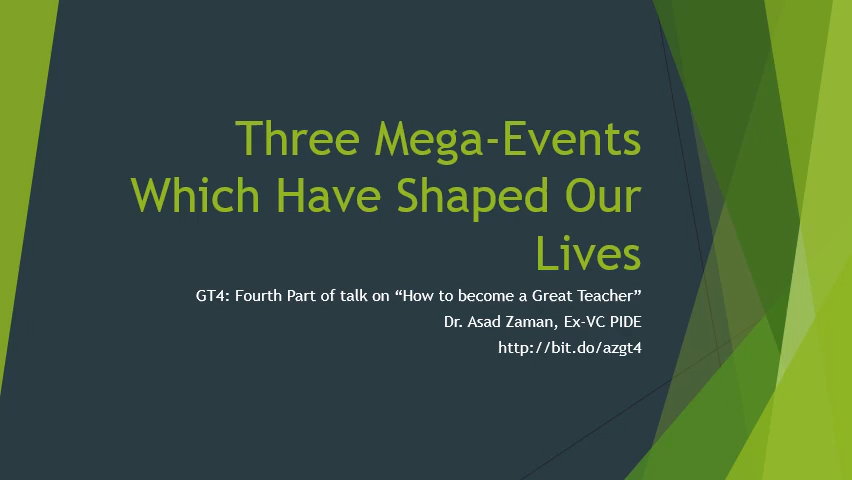 Three Mega-Events
Which Have Shaped Our
Lives
GT4: Fourth Part of talk on “How to become a Great Teacher”
Dr. Asad Zaman, Ex-VC PIDE
http://bit.do/azgt4